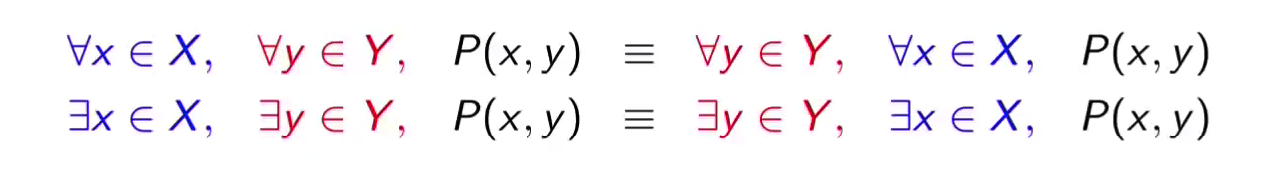 ∀x ∈ X, ∀y ∈ Y, P(x, y) ≡ ∀y ∈ Y, ∀x ∈ X, P(x, y)
∃x ∈ X, ∃y ∈ Y, P(x, y) ≡ ∃y ∈ Y, ∃x ∈ X, P(x, y)